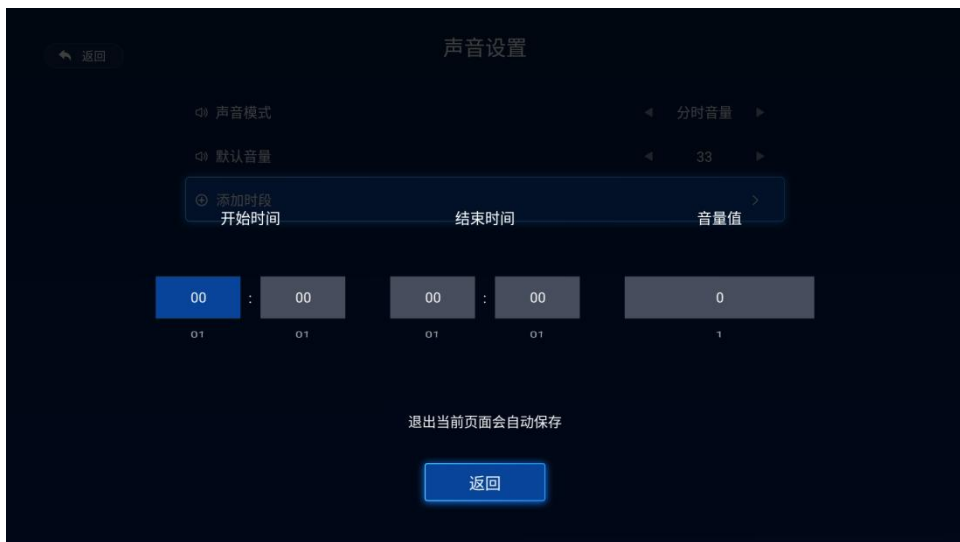 声音设置
返回
声音模式 分时音量
默认音量 33
添加时段
开始时间 结束时间 音量值
00 : 00 00 : 00 0
01 01 01 01 1
退出当前页面会自动保存
返回